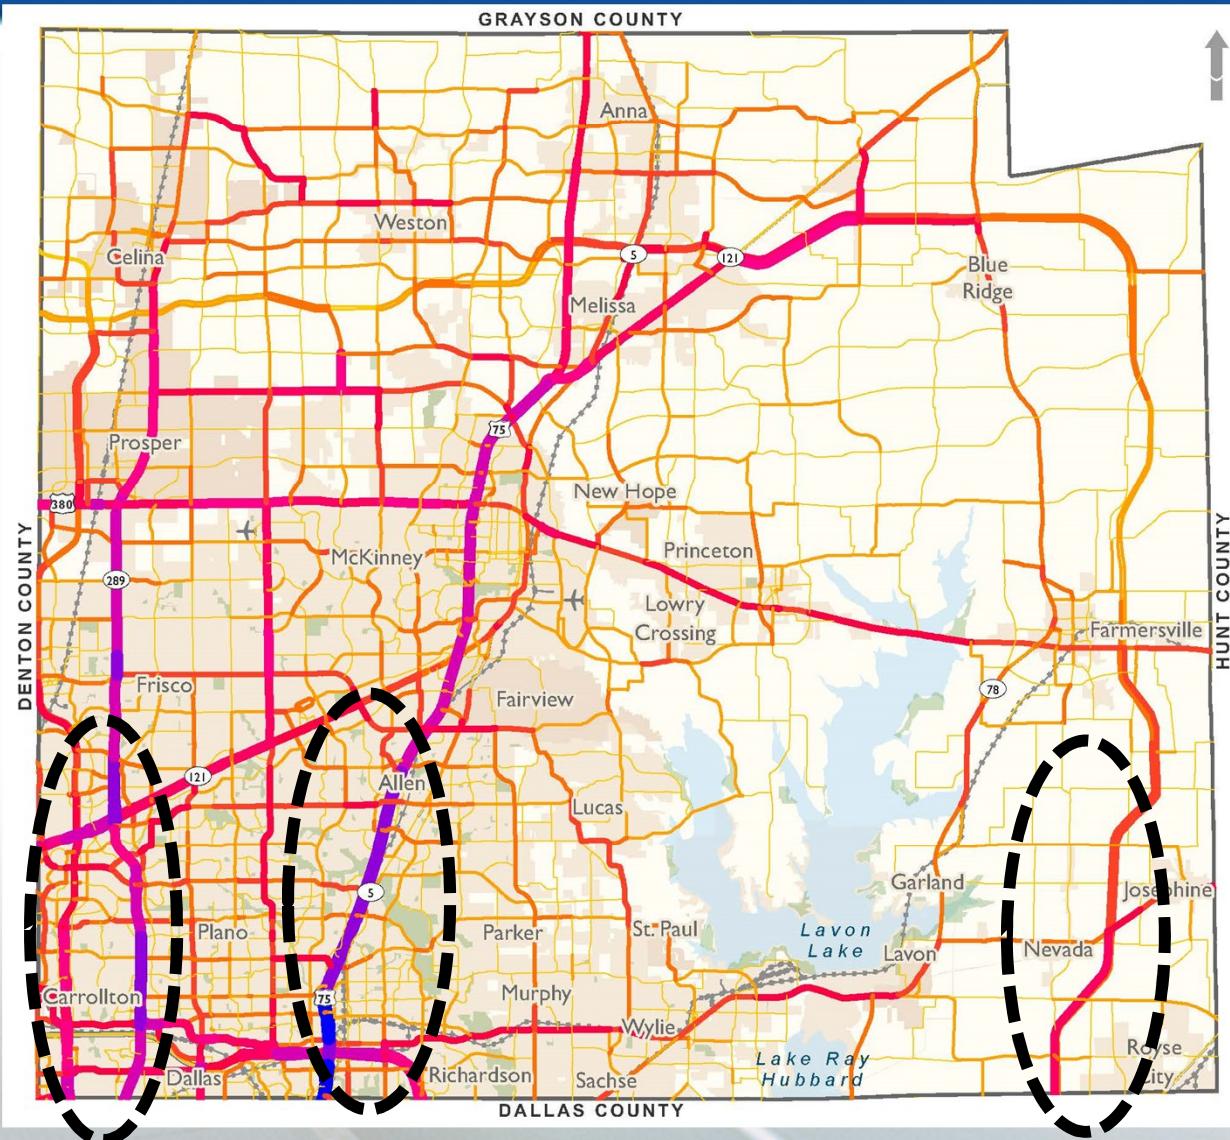 GRAYSON COUNTY
Anna
Weston
Celina
5
121
Blue
Ridge
Melissa
75
Prosper
380
New Hope
McKinney
Princeton
289
Lowry
Crossing
Farmersville
DENTON COUNTY
HUNT COUNTY
Frisco
Fairview
78
121
Allen
Lucas
Garland
Josephine
5
Plano
Parker
St. Paul
Lavon
Lake
Lavon
Nevada
Carrollton
75
Murphy
Wylie
Royse
City
Lake Ray
Hubbard
Dallas
Richardson
Sachse
DALLAS COUNTY